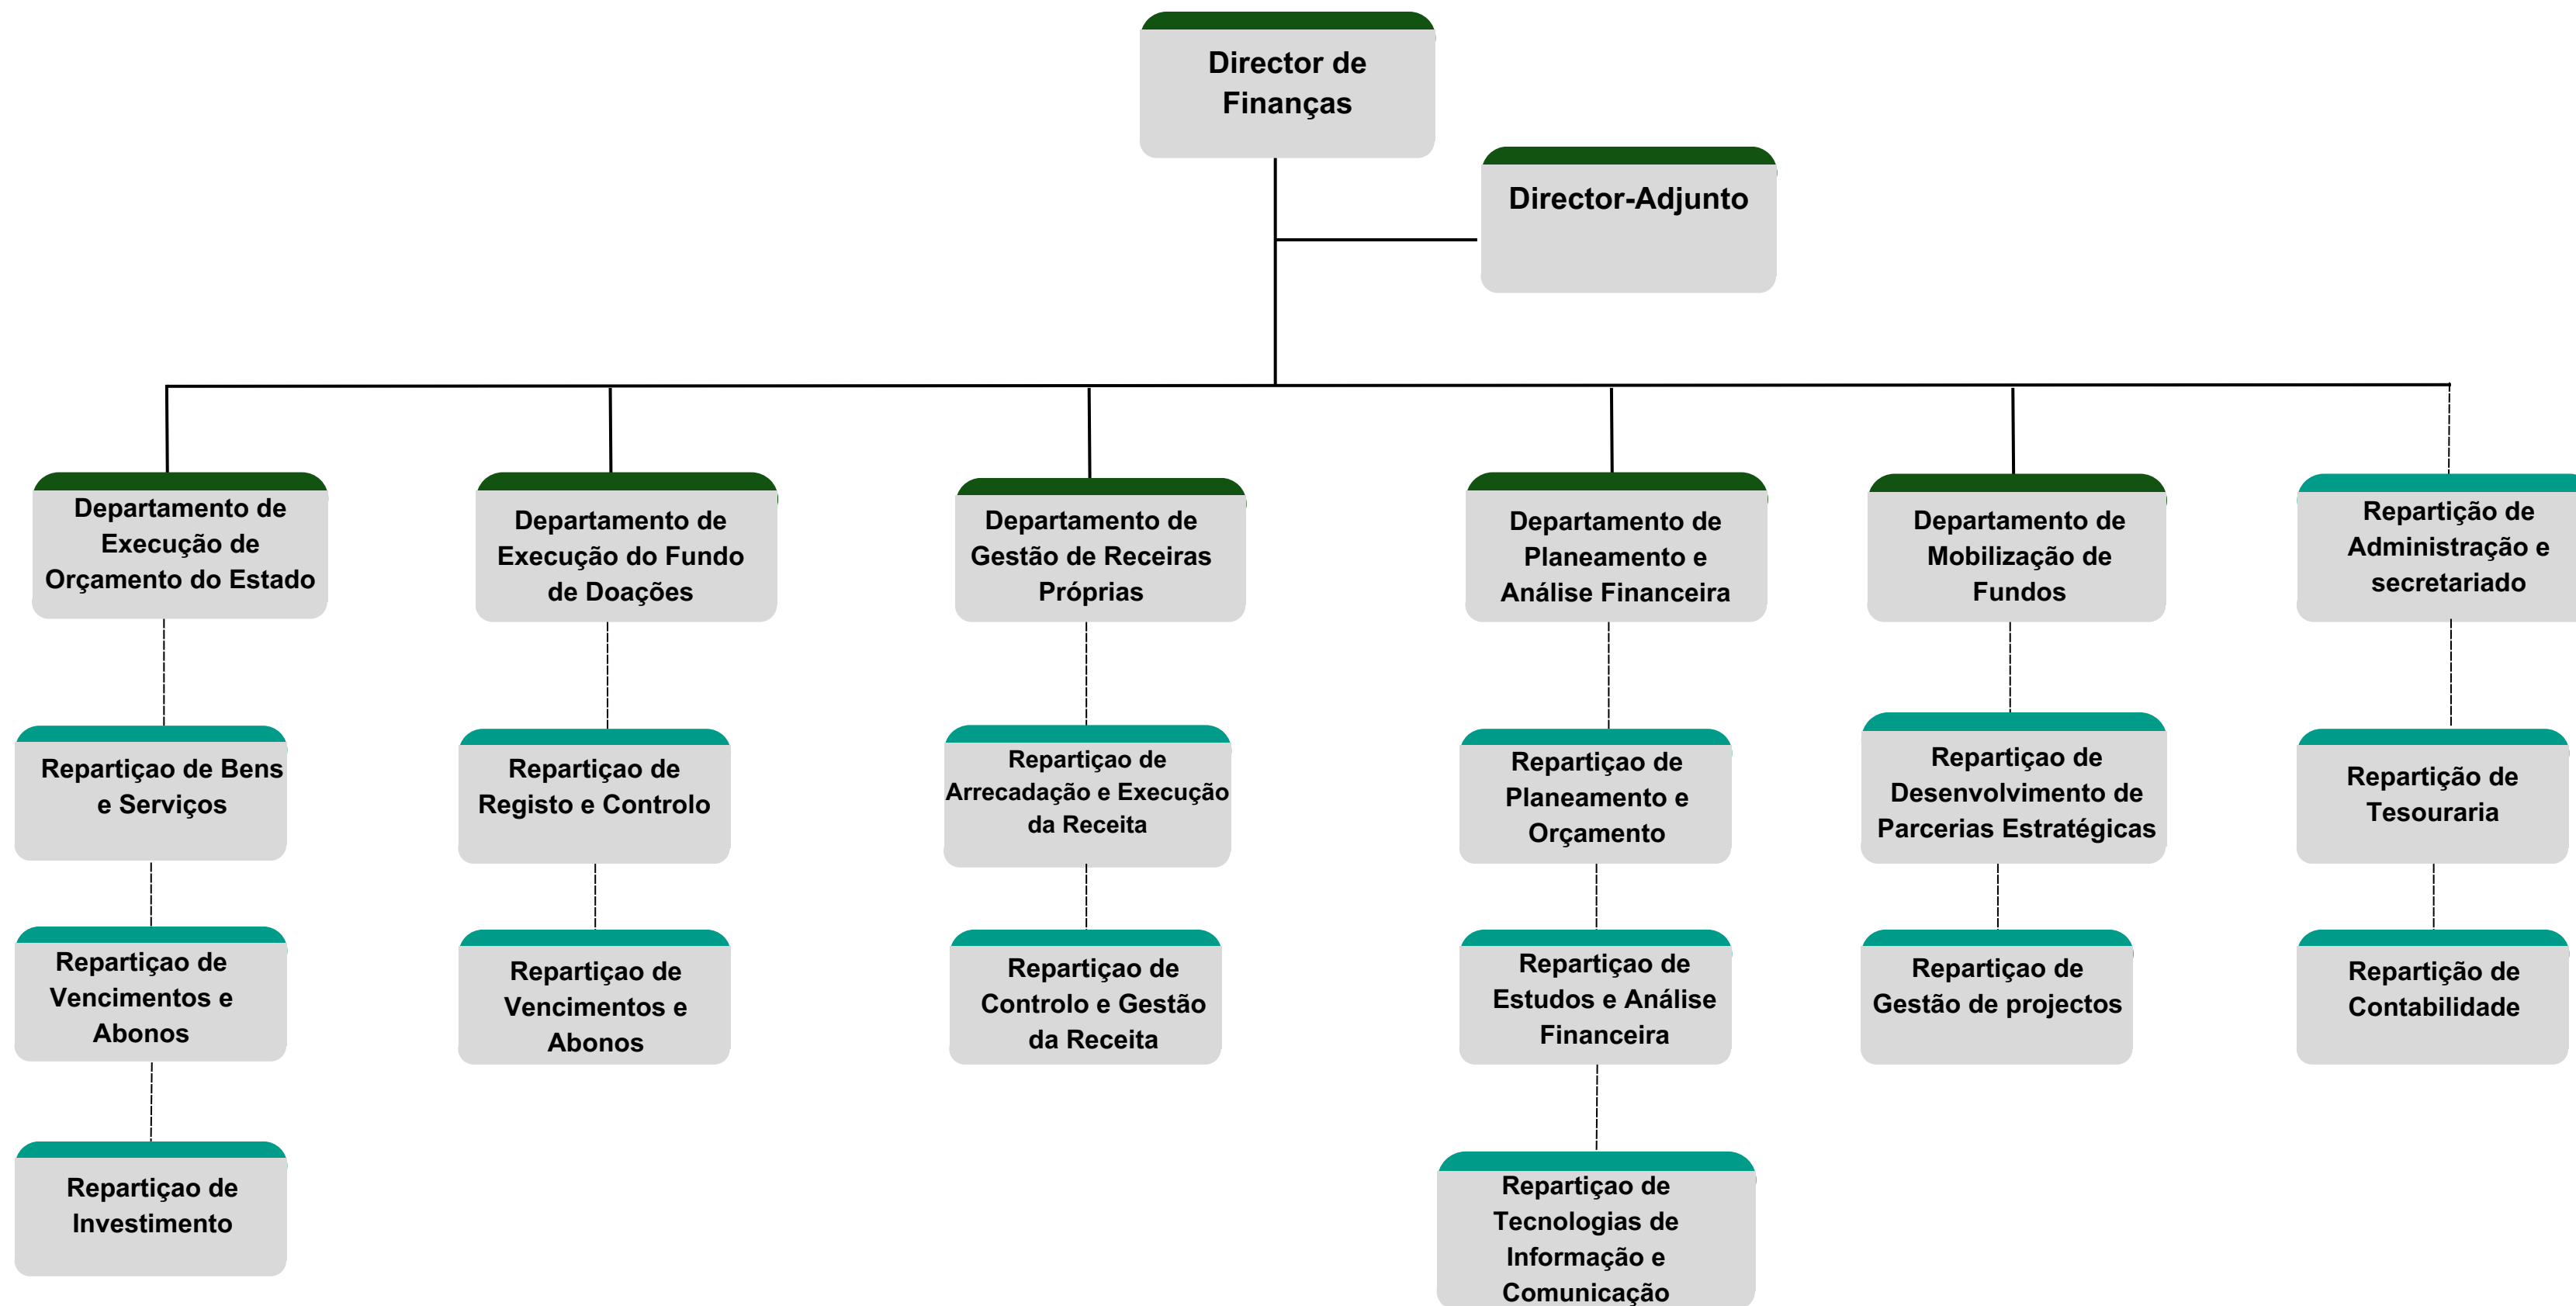 Director de
Finanças
Director-Adjunto
Departamento de
Execução de
Orçamento do Estado
Departamento de
Execução do Fundo
de Doações
Departamento de
Gestão de Receiras
Próprias
Departamento de
Planeamento e
Análise Financeira
Departamento de
Mobilização de
Fundos
Repartição de
Administração e
secretariado
Repartiçao de Bens
e Serviços
Repartiçao de
Registo e Controlo
Repartiçao de
Arrecadação e Execução
da Receita
Repartiçao de
Planeamento e
Orçamento
Repartiçao de
Desenvolvimento de
Parcerias Estratégicas
Repartição de
Tesouraria
Repartiçao de
Vencimentos e
Abonos
Repartiçao de
Vencimentos e
Abonos
Repartiçao de
Controlo e Gestão
da Receita
Repartiçao de
Estudos e Análise
Financeira
Repartiçao de
Gestão de projectos
Repartição de
Contabilidade
Repartiçao de
Investimento
Repartiçao de
Tecnologias de
Informação e
Comunicação